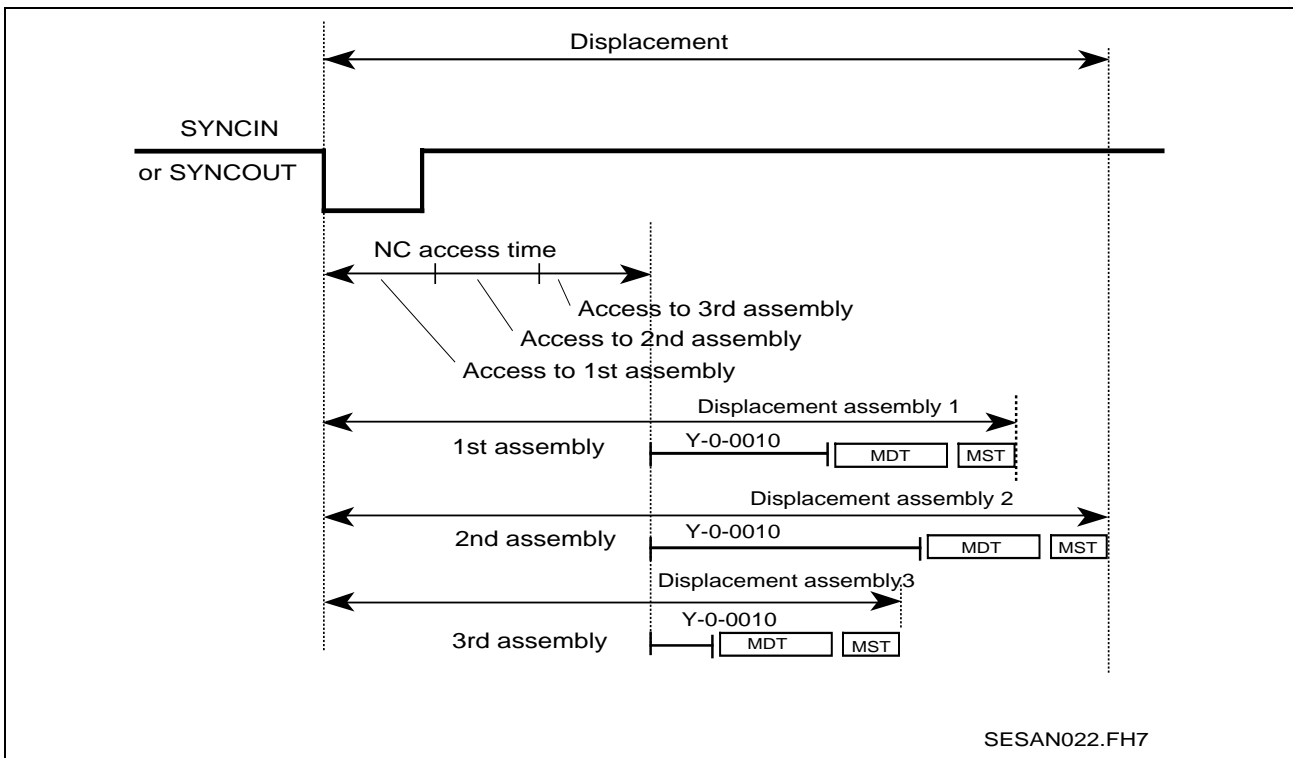 Displacement
SYNCIN
or SYNCOUT
NC access time
Access to 3rd assembly
Access to 2nd assembly
Access to 1st assembly
Displacement assembly 1
1st assembly
Y-0-0010
MDT
MST
Displacement assembly 2
2nd assembly
Y-0-0010
MDT
MST
Displacement assembly3
3rd assembly
Y-0-0010
MDT
MST
SESAN022.FH7